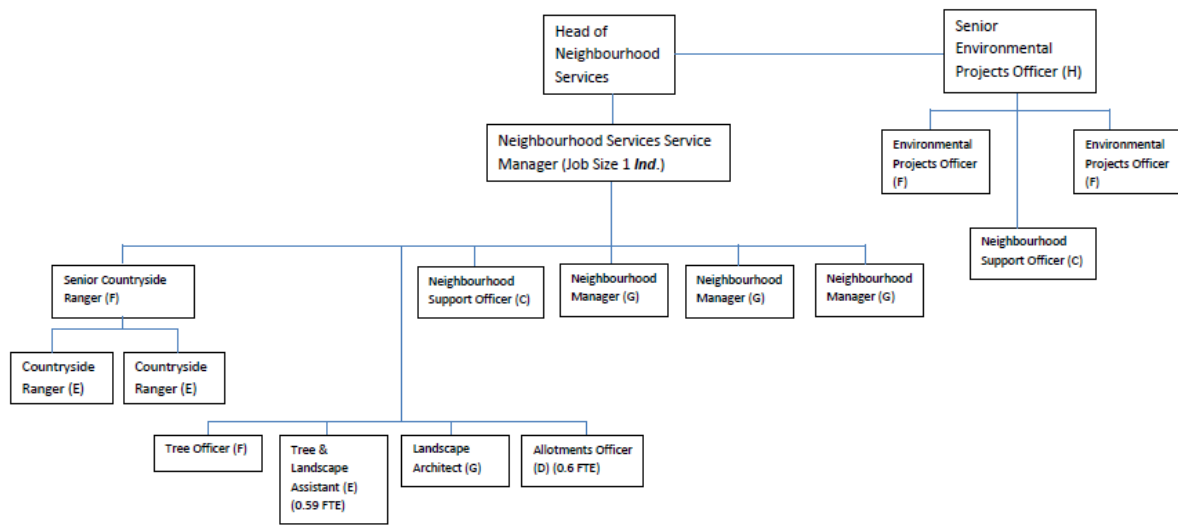 Head of
Neighbourhood
Services
Senior
Environmental
Projects Officer (H)
Neighbourhood Services Service
Manager (Job Size 1 Ind.)
Environmental
Projects Officer
(F)
Environmental
Projects Officer
(F)
Neighbourhood
Support Officer (C)
Senior Countryside
Ranger (F)
Neighbourhood
Support Officer (C)
Neighbourhood
Manager (G)
Neighbourhood
Manager (G)
Neighbourhood
Manager (G)
Countryside
Ranger (E)
Countryside
Ranger (E)
Tree Officer (F)
Tree &
Landscape
Assistant (E)
(0.59 FTE)
Landscape
Architect (G)
Allotments Officer
(D) (0.6 FTE)